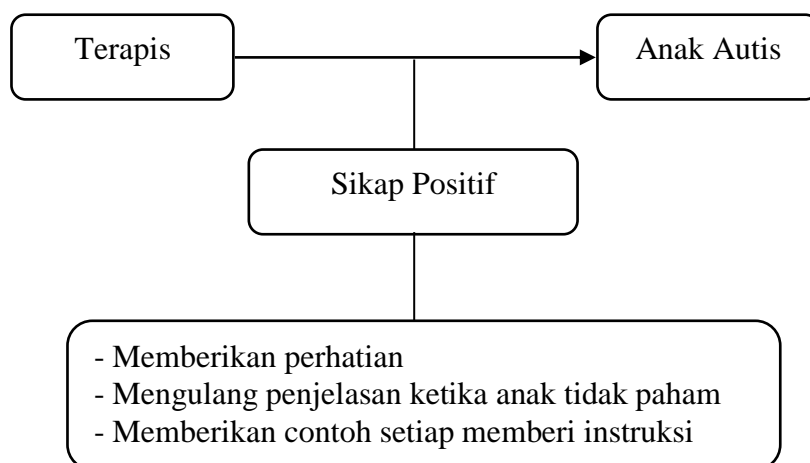 Terapis
Anak Autis
Sikap Positif
- Memberikan perhatian
- Mengulang penjelasan ketika anak tidak paham
- Memberikan contoh setiap memberi instruksi